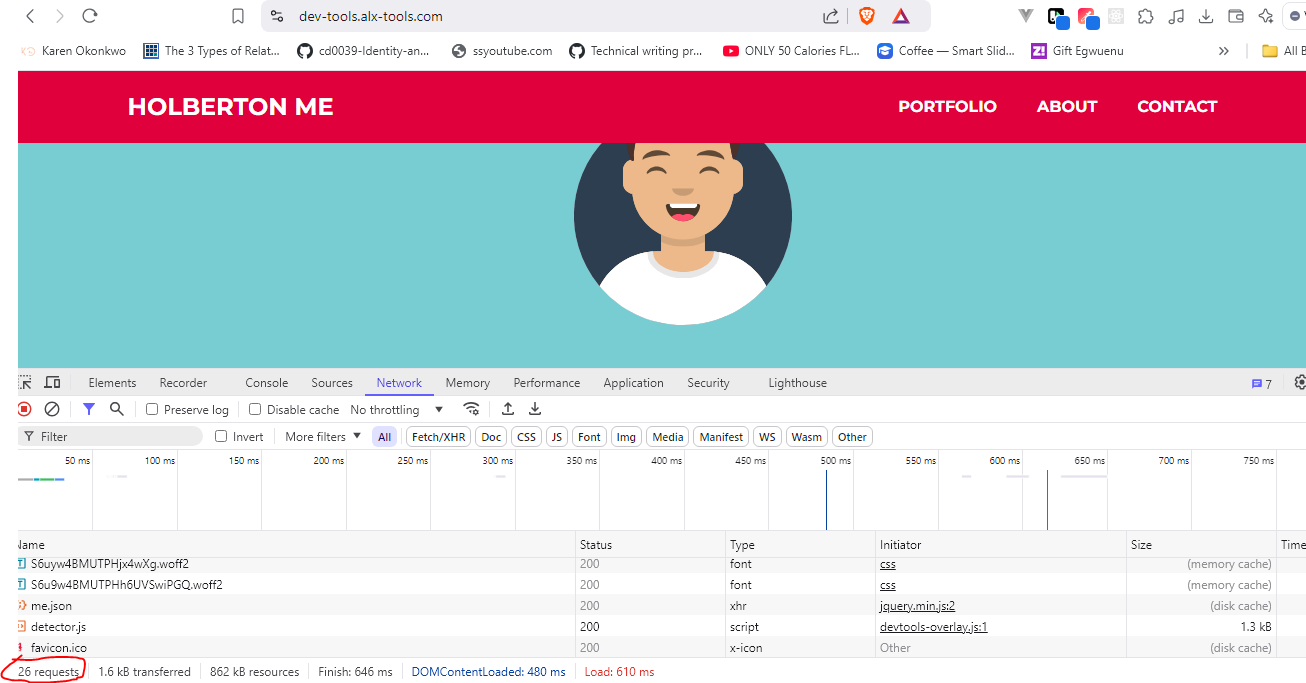 dev-tools.alx-tools.com
Karen Okonkwo The 3 Types of Relat... cd0039-Identity-an... ssyoutube.com Technical writing pr... ONLY 50 Calories FL... Coffee — Smart Slid... Gift Egwuenu » All B
HOLBERTON ME PORTFOLIO ABOUT CONTACT
Elements Recorder Console Sources Network Memory Performance Application Security Lighthouse 7
Preserve log Disable cache No throttling
Filter Invert More filters All Fetch/XHR Doc CSS JS Font Img Media Manifest WS Wasm Other
50 ms 100 ms 150 ms 200 ms 250 ms 300 ms 350 ms 400 ms 450 ms 500 ms 550 ms 600 ms 650 ms 700 ms 750 ms
Name Status Type Initiator Size Time
S6uyw4BMUTPHjx4wXg.woff2 200 font css (memory cache)
S6u9w4BMUTPHh6UVSwiPGQ.woff2 200 font css (memory cache)
me.json 200 xhr jquery.min.js:2 (disk cache)
detector.js 200 script devtools-overlay.js:1 1.3 kB
favicon.ico 200 x-icon Other (disk cache)
26 requests 1.6 kB transferred 862 kB resources Finish: 646 ms DOMContentLoaded: 480 ms Load: 610 ms